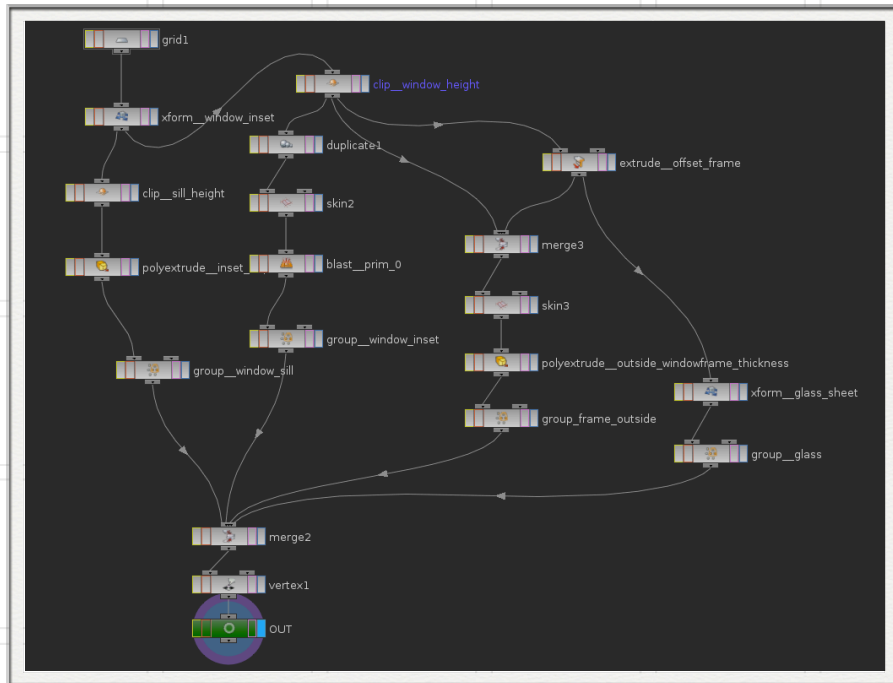 grid1
clip__window_height
xform__window_inset
duplicate1
extrude__offset_frame
clip__sill_height
skin2
merge3
polyextrude__inset_
blast__prim_0
skin3
group__window_inset
polyextrude__outside_windowframe_thickness
group__window_sill
xform__glass_sheet
group_frame_outside
group__glass
merge2
vertex1
OUT